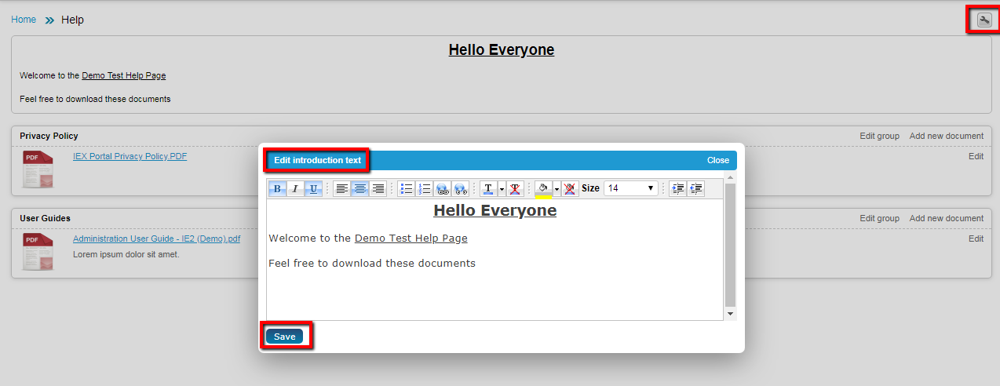 Home » Help
Hello Everyone
Welcome to the Demo Test Help Page
Feel free to download these documents
Privacy Policy
Edit group Add new document
PDF
IEX Portal Privacy Policy.PDF
Edit
User Guides
Edit group Add new document
PDF
Administration User Guide - IE2 (Demo).pdf
Edit
Lorem ipsum dolor sit amet.
Edit introduction text Close
B I U T T Size 14
Hello Everyone
Welcome to the Demo Test Help Page
Feel free to download these documents
Save